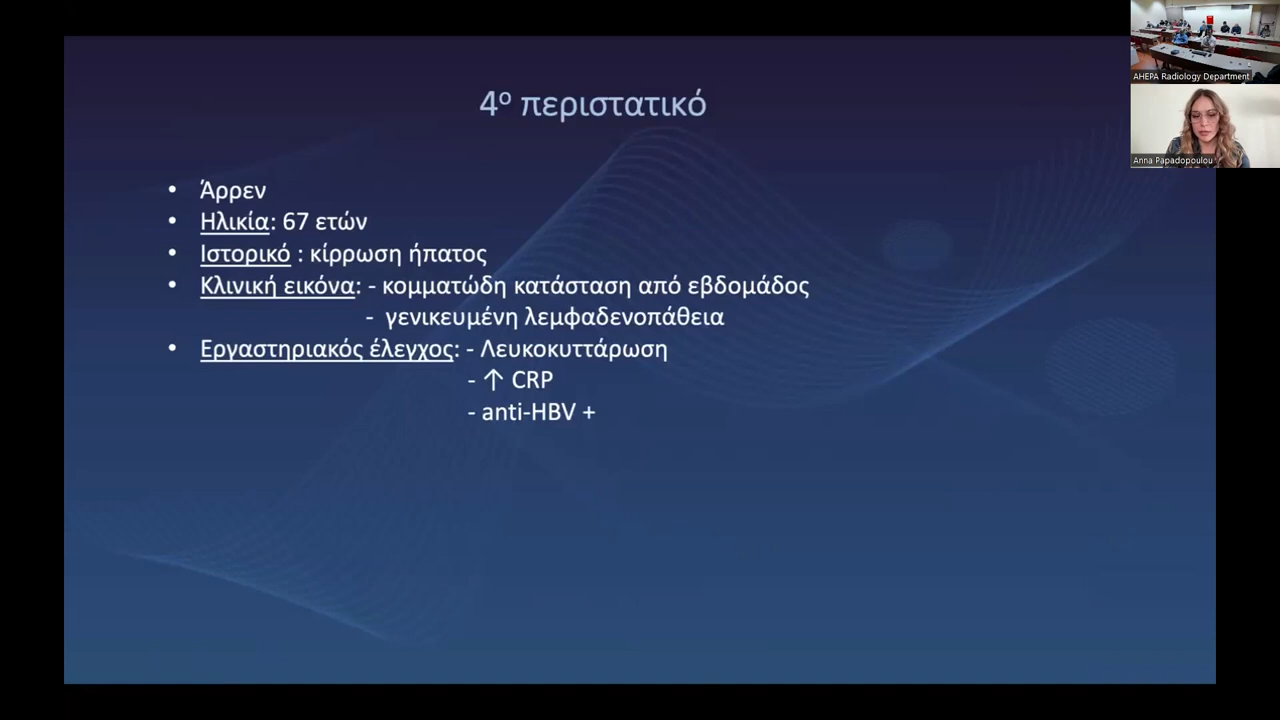 4ο περιστατικό
• Άρρεν
• Ηλικία: 67 ετών
• Ιστορικό : κίρρωση ήπατος
• Κλινική εικόνα: - κομματώδη κατάσταση από εβδομάδος
- γενικευμένη λεμφαδενοπάθεια
• Εργαστηριακός έλεγχος: - Λευκοκυττάρωση
- ↑ CRP
- anti-HBV +
AHEPA Radiology Department
Anna Papadopoulou